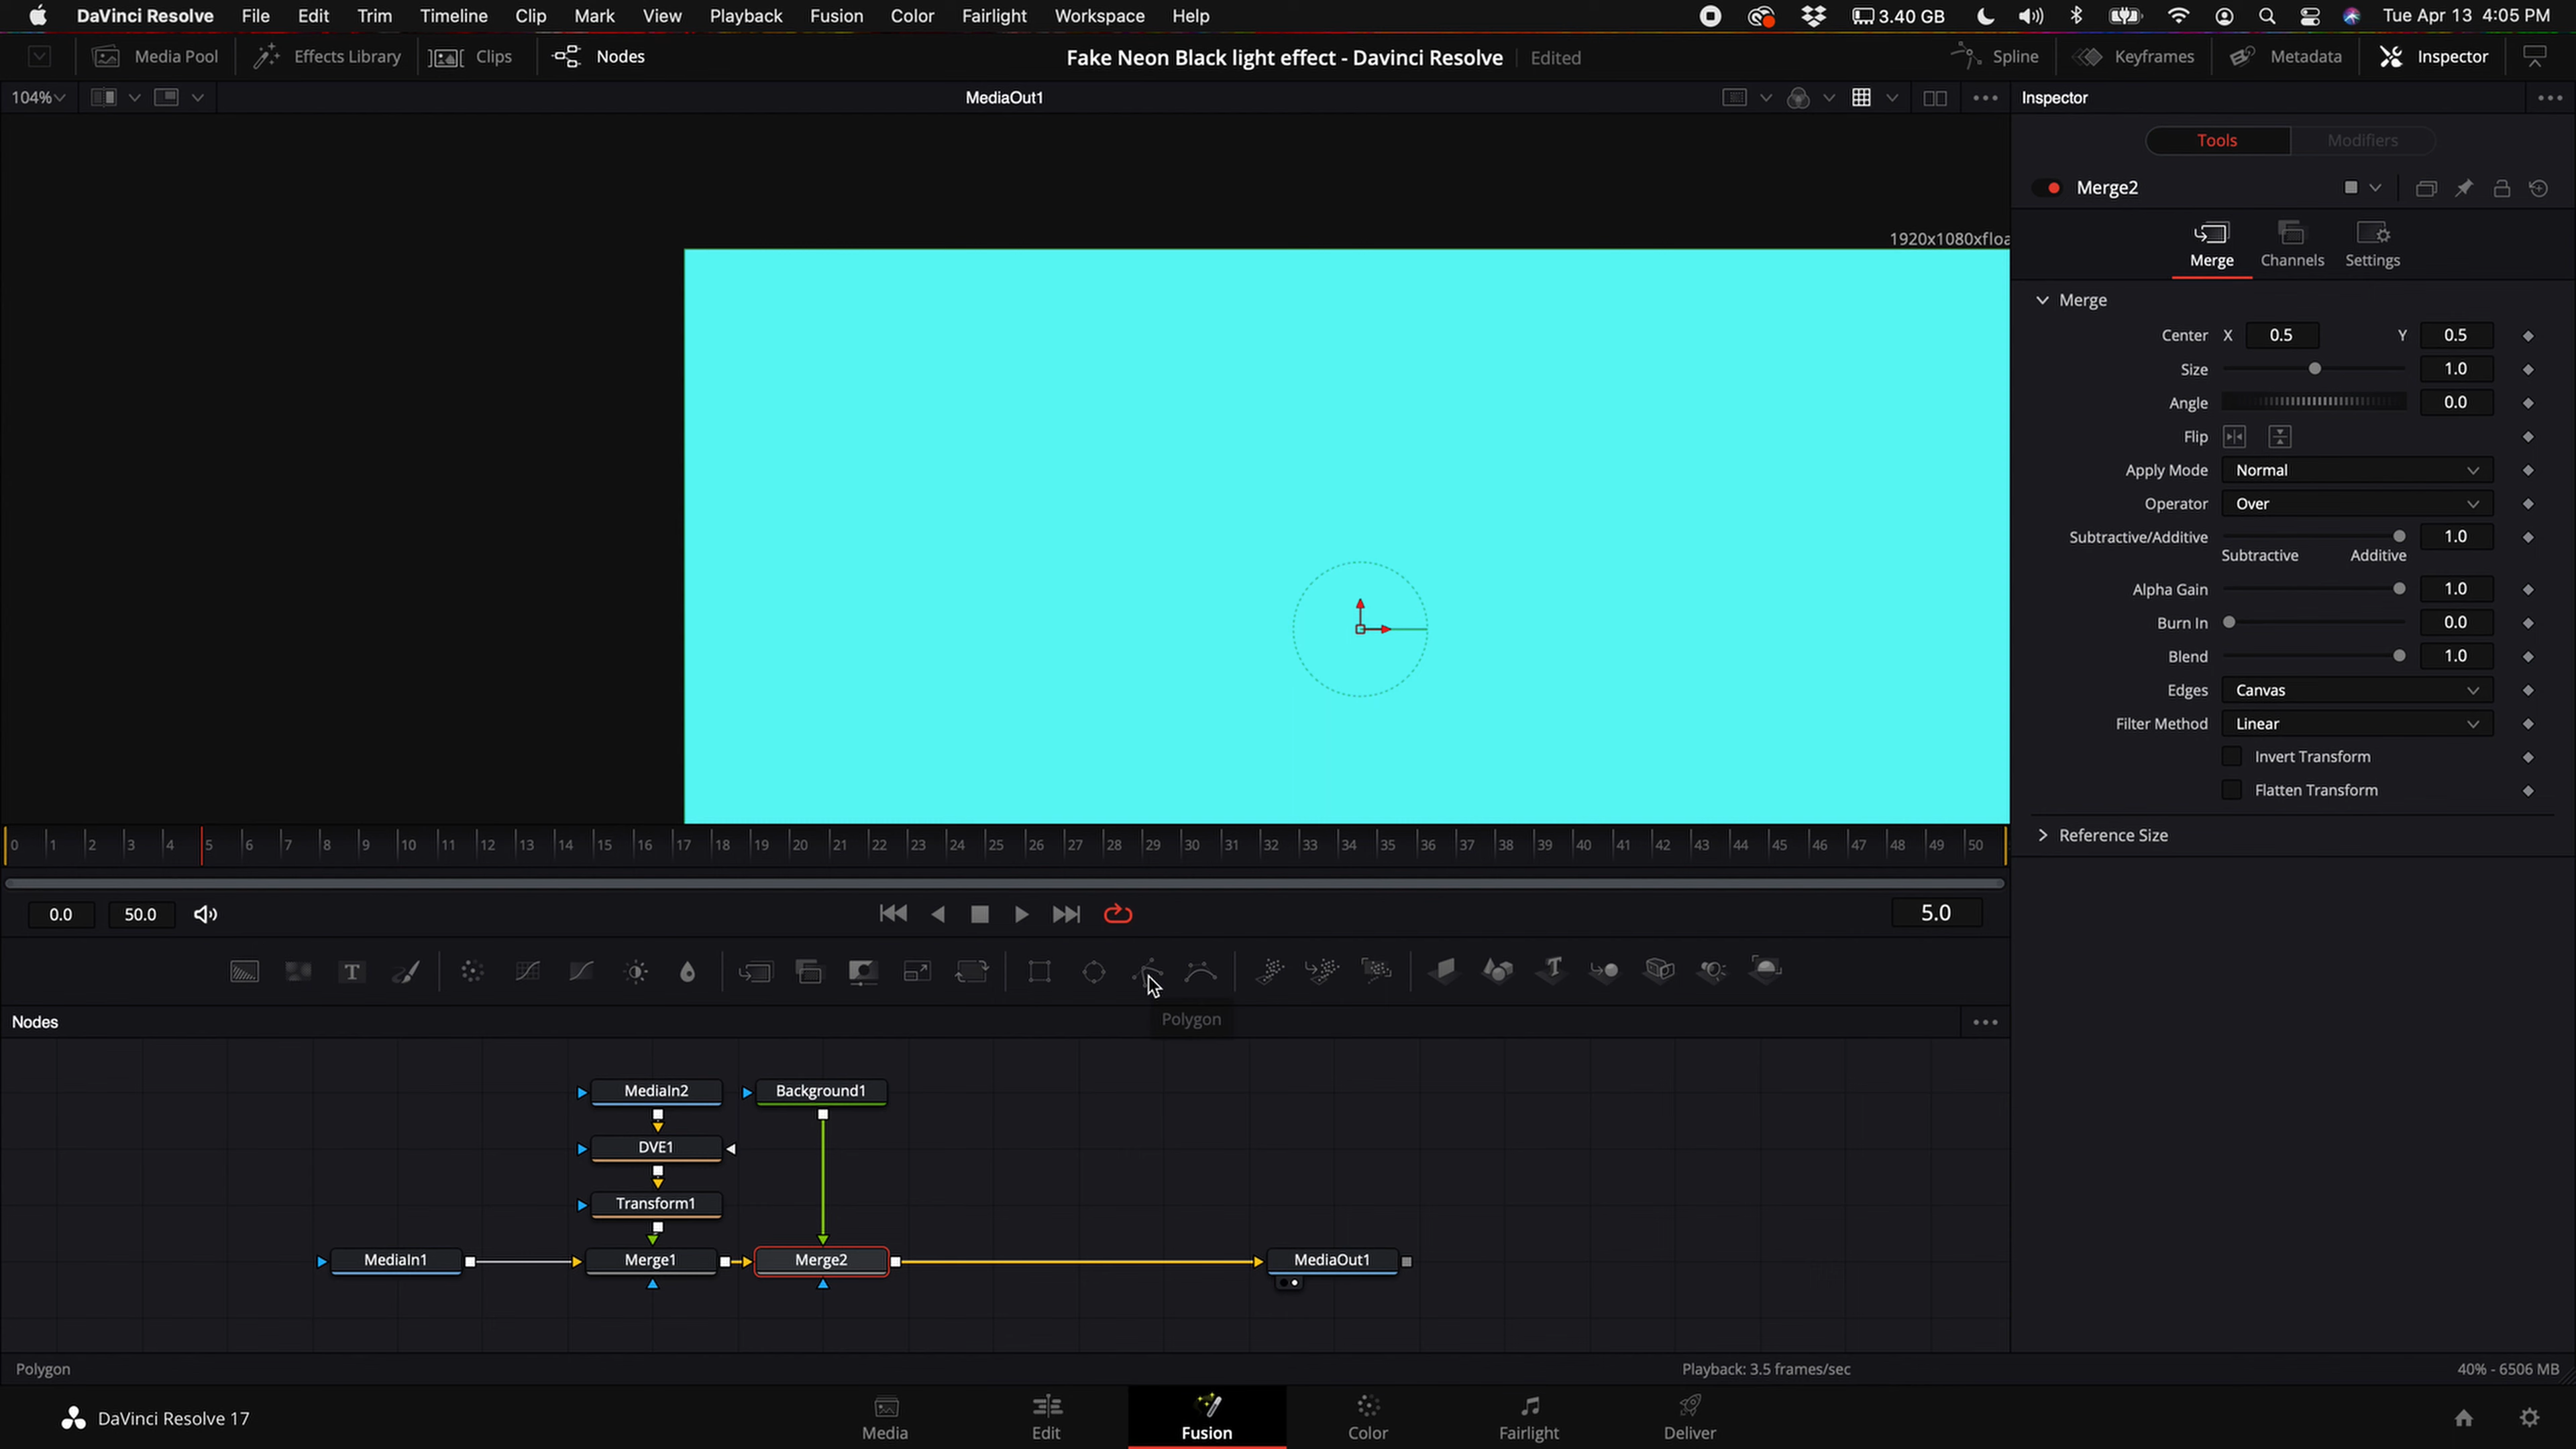 DaVinci Resolve File Edit Trim Timeline Clip Mark View Playback Fusion Color Fairlight Workspace Help 3.40 GB Tue Apr 13 4:05 PM
Media Pool Effects Library Clips Nodes Fake Neon Black light effect - Davinci Resolve Edited Spline Keyframes Metadata Inspector
104% MediaOut1 Inspector
Tools Modifiers
Merge2
1920x1080xfloa
Merge Channels Settings
Merge
Center X 0.5 Y 0.5
Size 1.0
Angle 0.0
Flip
Apply Mode Normal
Operator Over
Subtractive/Additive 1.0
Subtractive Additive
Alpha Gain 1.0
Burn In 0.0
Blend 1.0
Edges Canvas
Filter Method Linear
Invert Transform
Flatten Transform
Reference Size
0 1 2 3 4 5 6 7 8 9 10 11 12 13 14 15 16 17 18 19 20 21 22 23 24 25 26 27 28 29 30 31 32 33 34 35 36 37 38 39 40 41 42 43 44 45 46 47 48 49 50
0.0 50.0 5.0
T T
Polygon
Nodes
MediaIn2 Background1
DVE1
Transform1
MediaIn1 Merge1 Merge2 MediaOut1
Polygon Playback: 3.5 frames/sec 40% - 6506 MB
DaVinci Resolve 17 Media Edit Fusion Color Fairlight Deliver